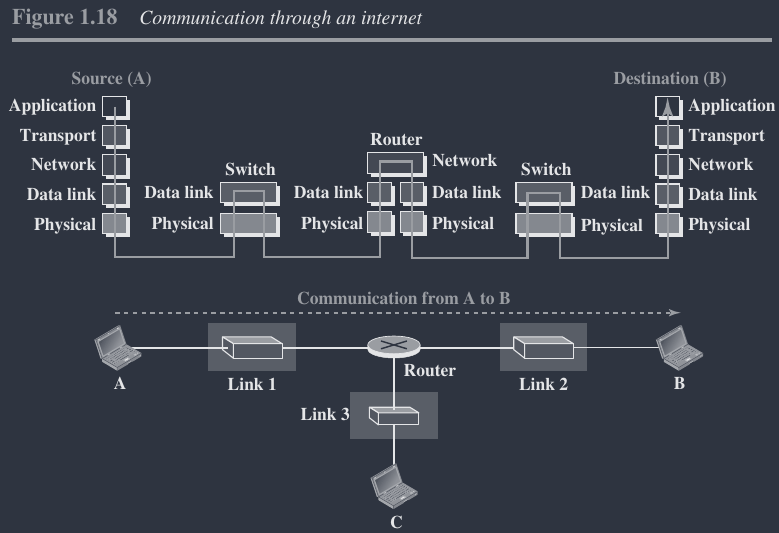 Figure 1.18 Communication through an internet
Source (A)
Destination (B)
Application
Application
Transport
Transport
Router
Network
Switch
Network
Switch
Network
Data link
Data link
Data link
Data link
Data link
Data link
Physical
Physical
Physical
Physical
Physical
Physical
Communication from A to B
A
Link 1
Router
Link 2
B
Link 3
C